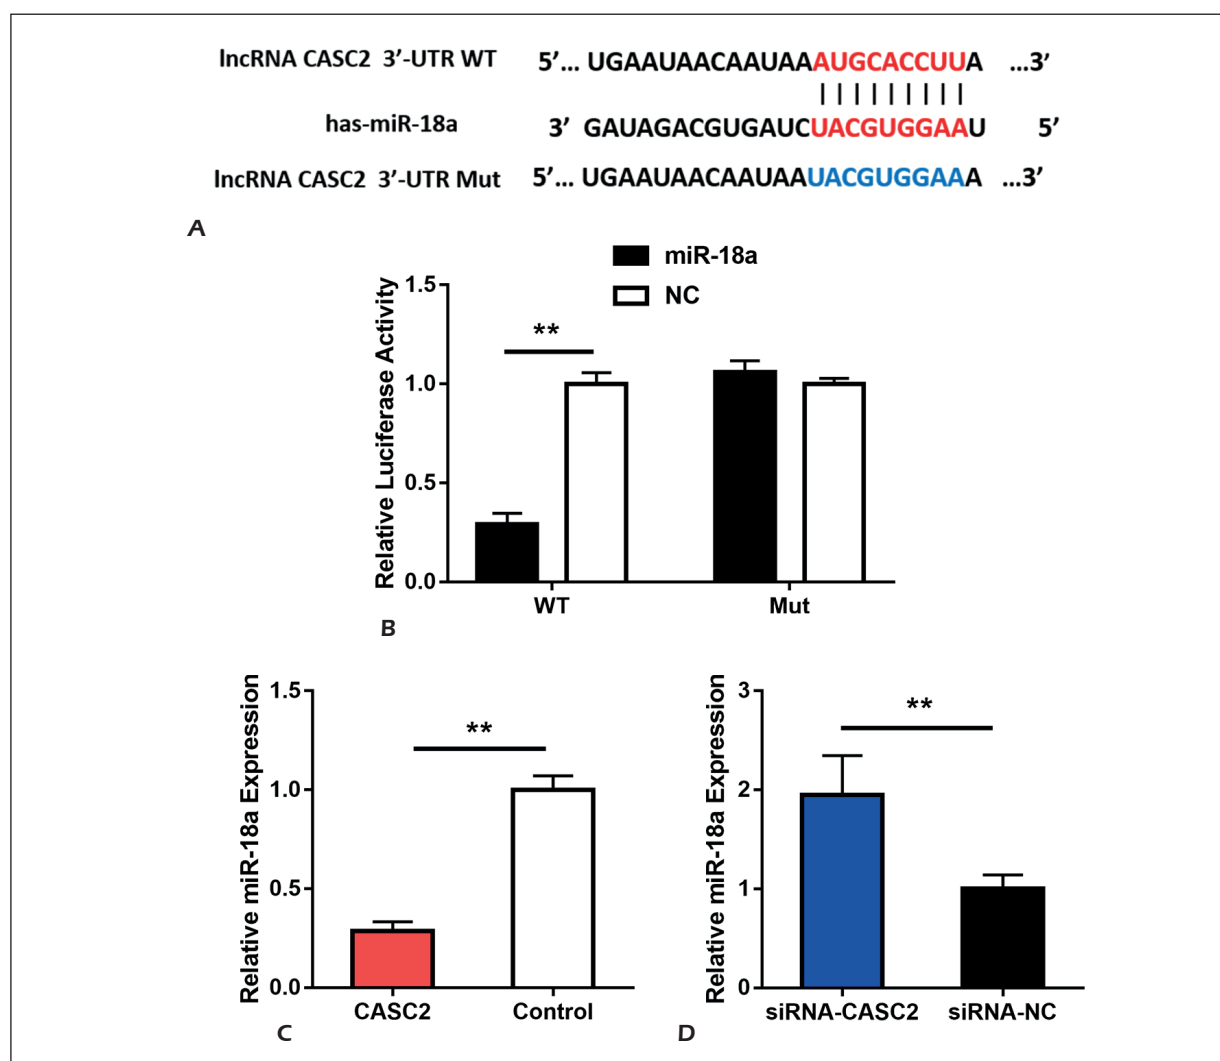 lncRNA CASC2 3’-UTR WT 5’... UGAAUAACAAUAAAUGCACCUUA ...3’
has-miR-18a 3’ GAUAGACGUGAUCUACGUGGAAU 5’
lncRNA CASC2 3’-UTR Mut 5’... UGAAUAACAAUAAUACGUGGAAA ...3’
A
miR-18a
NC
Relative Luciferase Activity
1.5
1.0
0.5
0.0
**
WT Mut
B
Relative miR-18a Expression
1.5
1.0
0.5
0.0
**
CASC2 Control
C
Relative miR-18a Expression
3
2
1
0
**
siRNA-CASC2 siRNA-NC
D